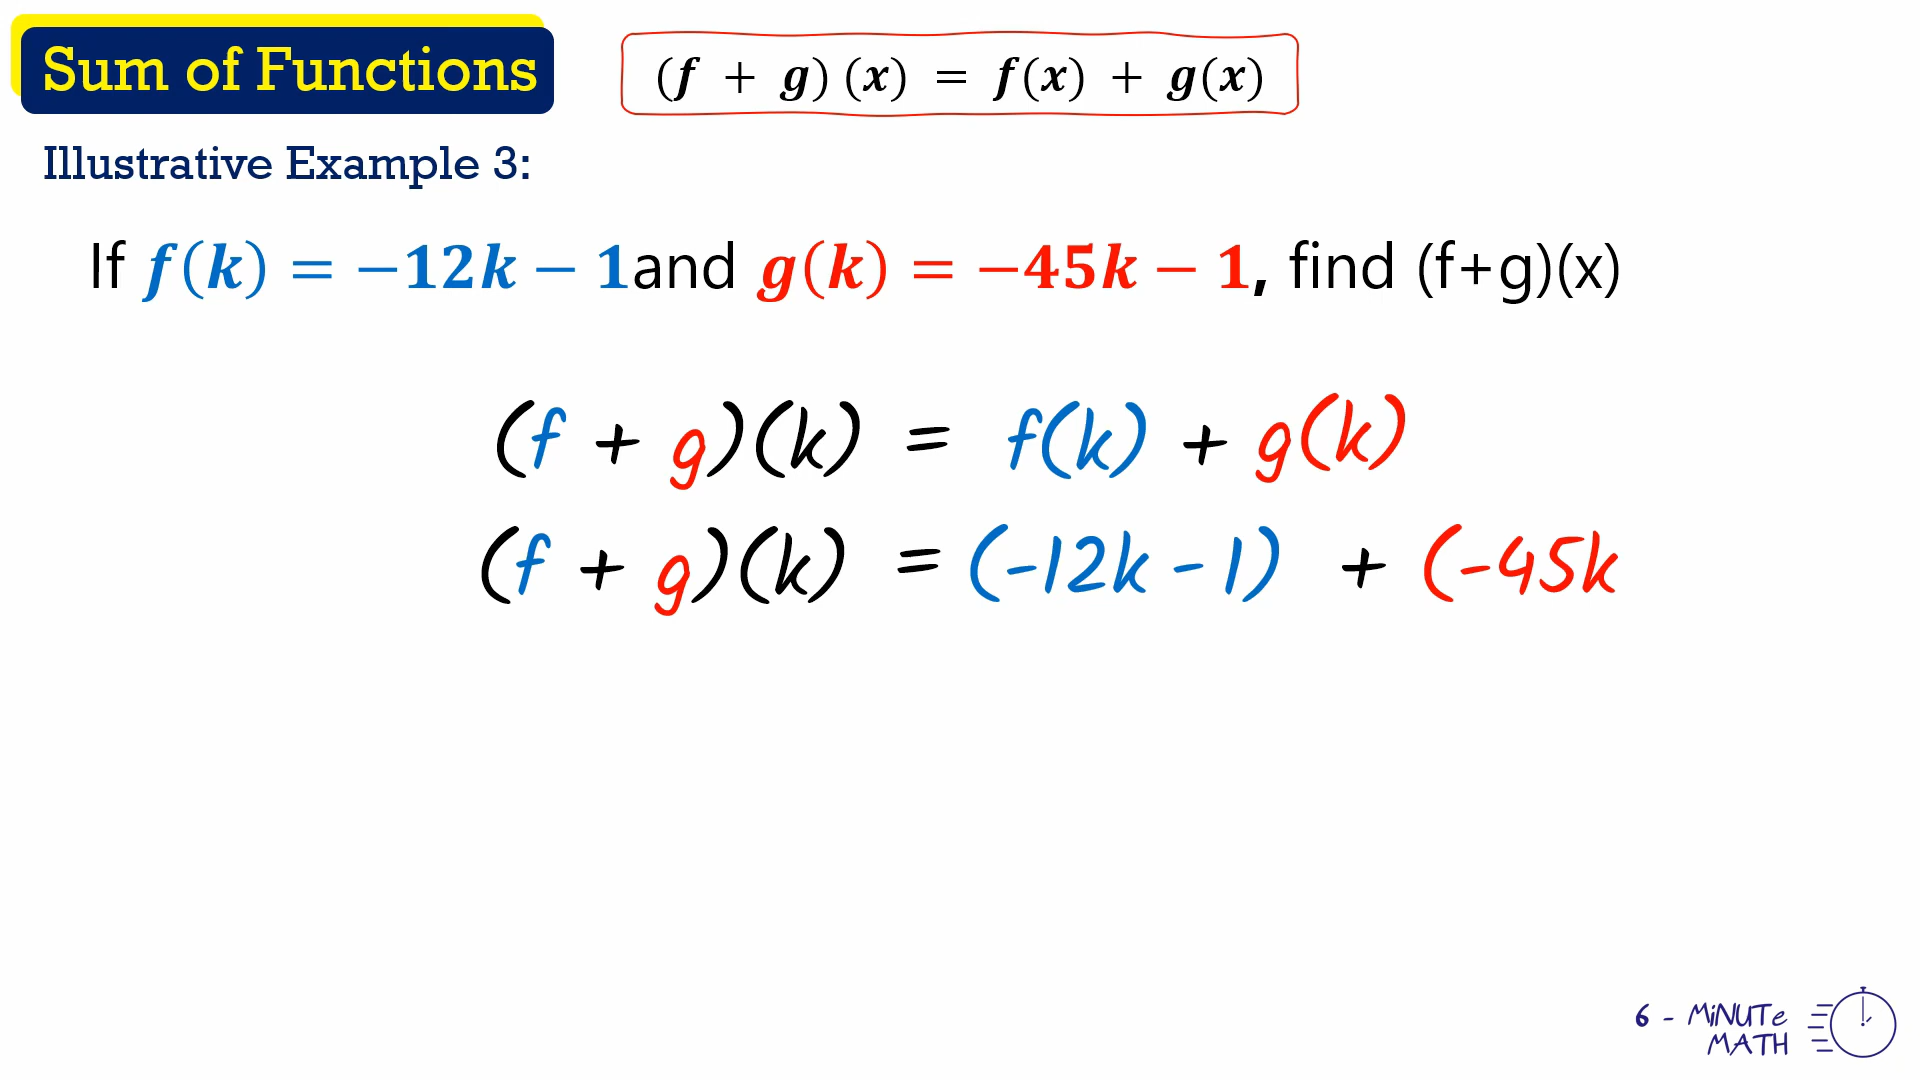 Sum of Functions
(f + g) (x) = f(x) + g(x)
Illustrative Example 3:
If f(k) = −12k − 1and g(k) = −45k − 1, find (f+g)(x)
(f + g)(k) = f(k) + g(k)
(f + g)(k) = (-12k - 1) + (-45k
6 - MiNUTe
MATH